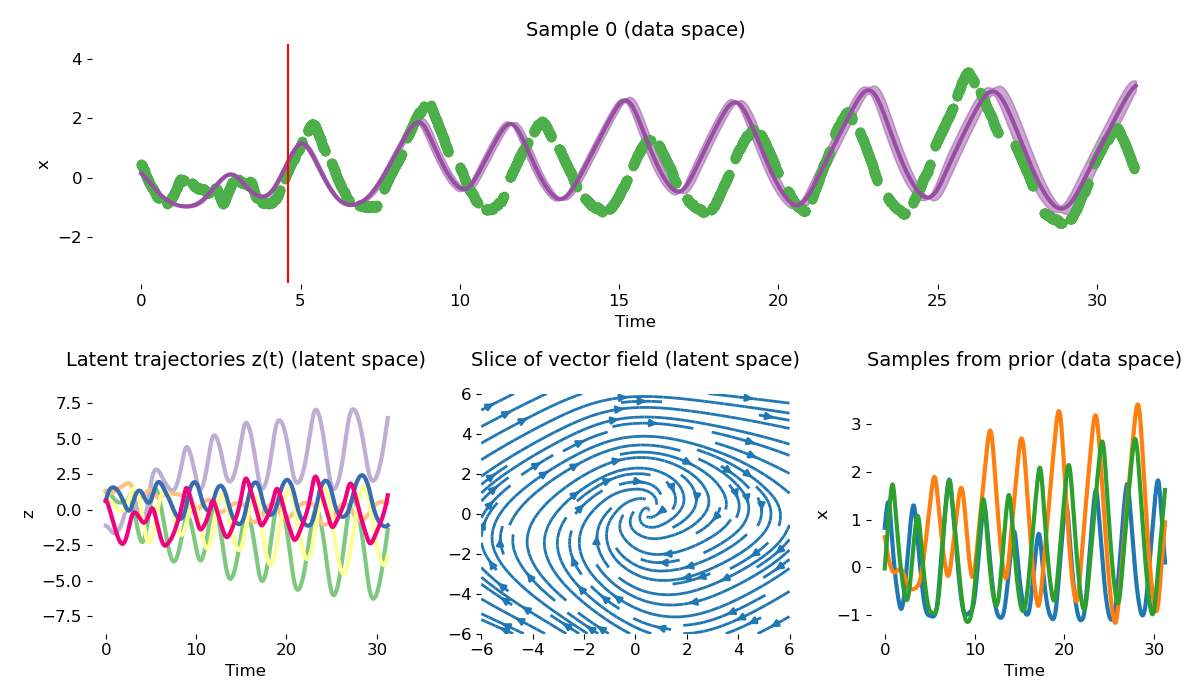 Sample 0 (data space)
4
2
0
−2
x
0 5 10 15 20 25 30
Time
Latent trajectories z(t) (latent space)
7.5
5.0
2.5
0.0
−2.5
−5.0
−7.5
z
0 10 20 30
Time
Slice of vector field (latent space)
6
4
2
0
−2
−4
−6
−6 −4 −2 0 2 4 6
Samples from prior (data space)
3
2
1
0
−1
x
0 10 20 30
Time